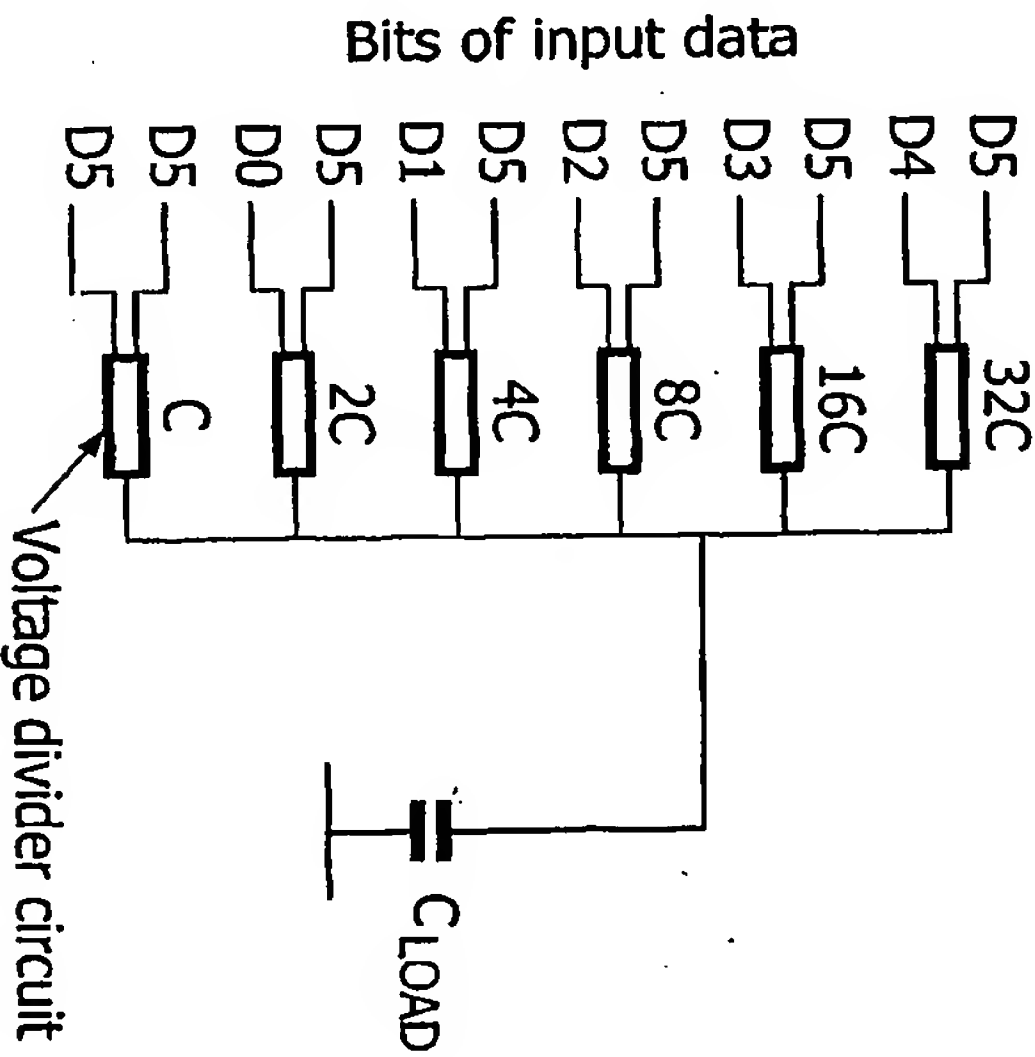 Bits of input data
D5
D5
D0
D5
D1
D5
D2
D5
D3
D5
D4
D5
C
2C
4C
8C
16C
32C
C_LOAD
Voltage divider circuit